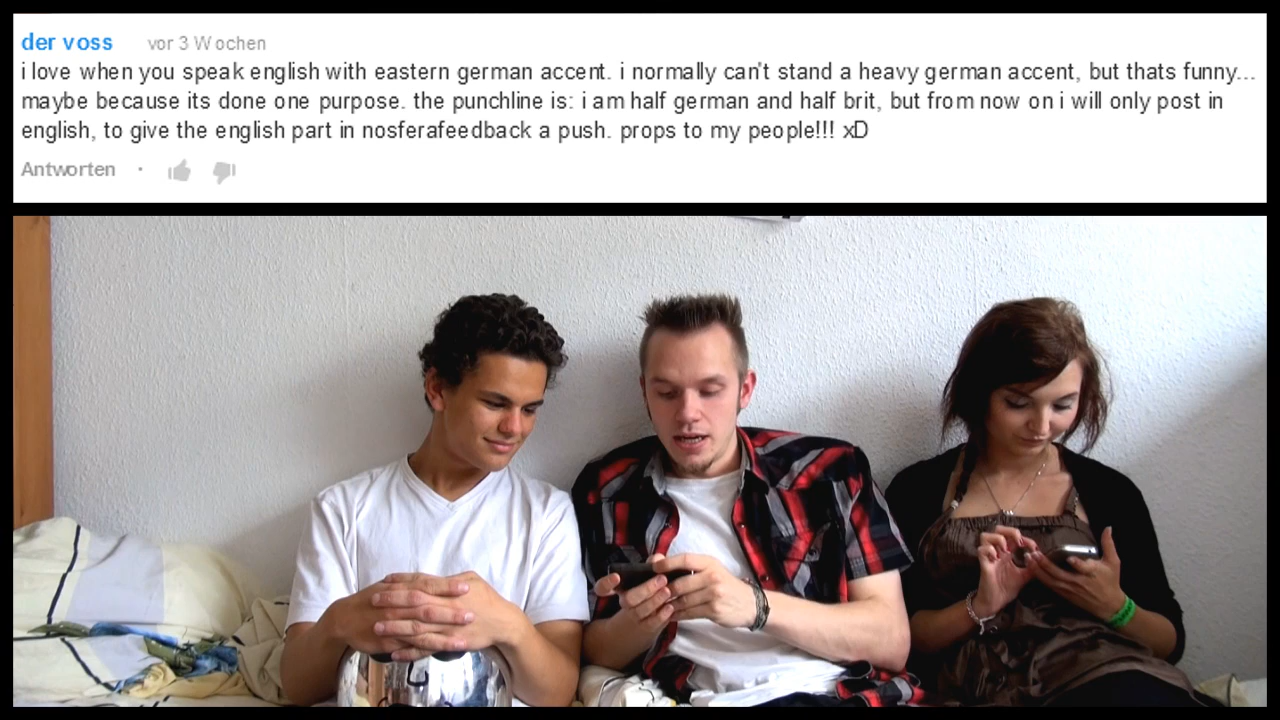 der voss vor 3 Wochen
i love when you speak english with eastern german accent. i normally can't stand a heavy german accent, but thats funny...
maybe because its done one purpose. the punchline is: i am half german and half brit, but from now on i will only post in
english, to give the english part in nosferafeedback a push. props to my people!!! xD
Antworten ·